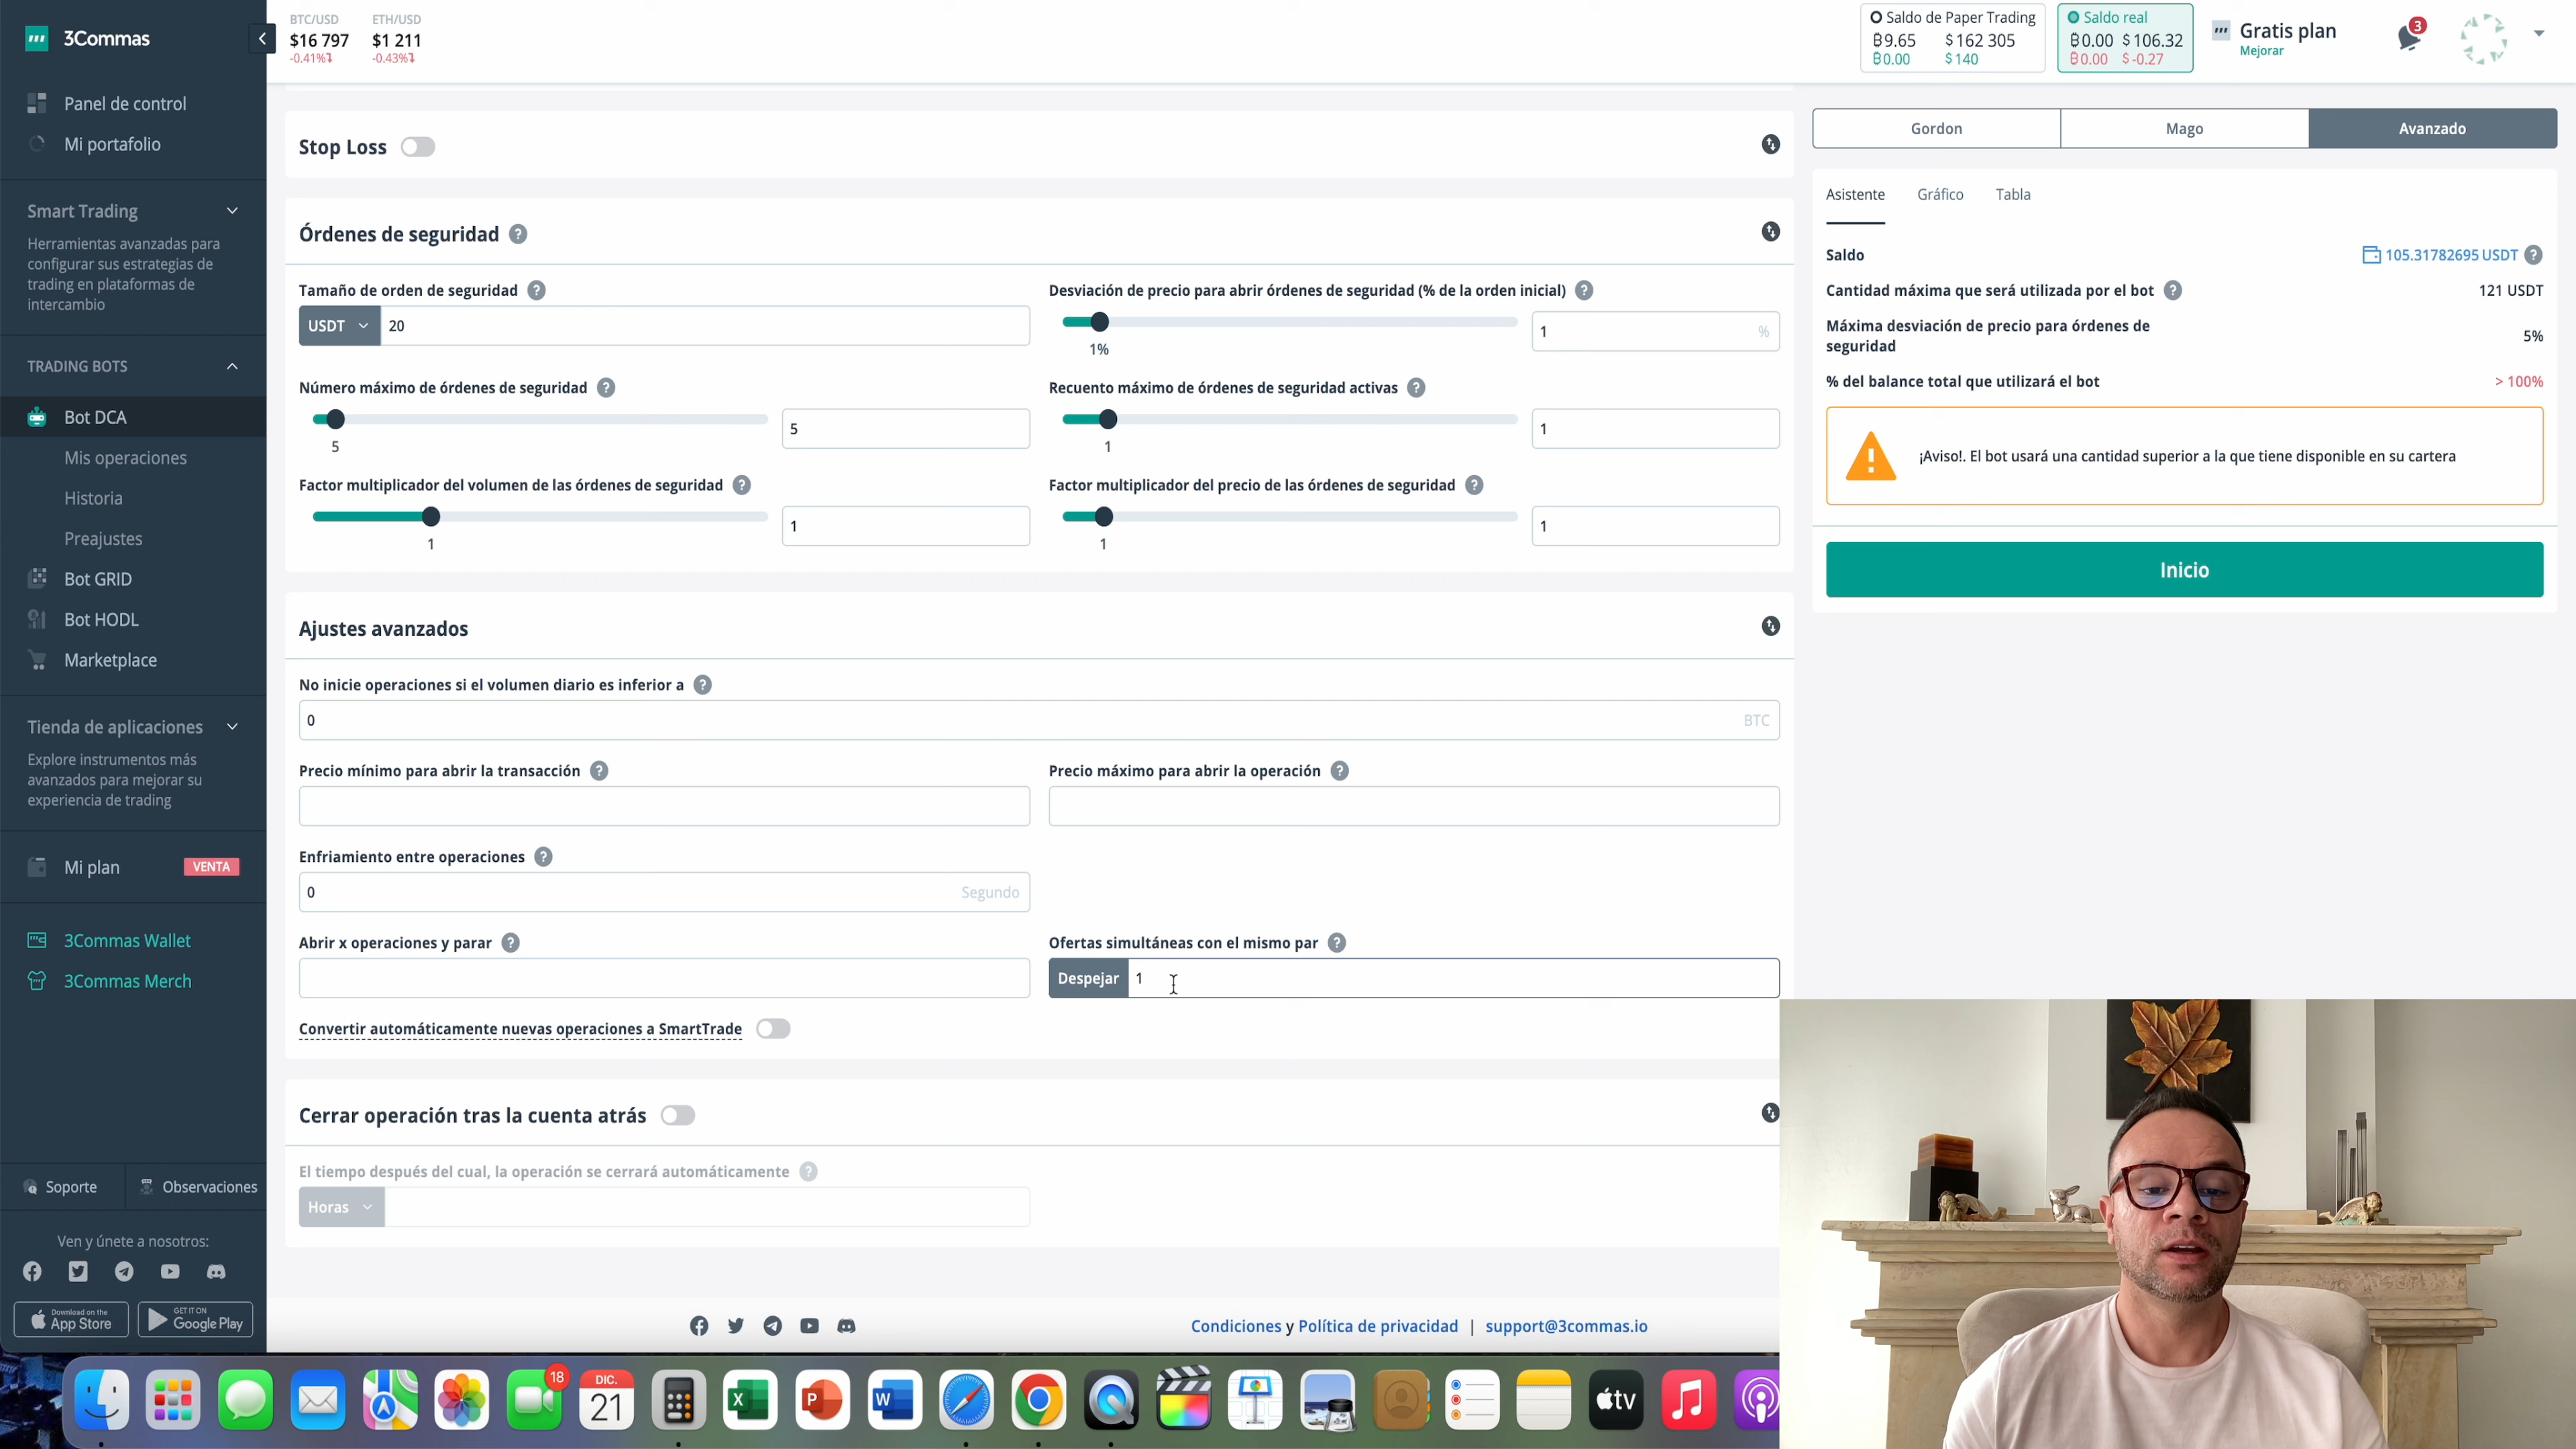 3Commas
BTC/USD
$16 797
-0.41%
ETH/USD
$1 211
-0.43%
Saldo de Paper Trading
₿9.65 $162 305
₿0.00 $140
Saldo real
₿0.00 $106.32
₿0.00 $-0.27
Gratis plan
Mejorar
3
Panel de control
Mi portafolio
Smart Trading
Herramientas avanzadas para
configurar sus estrategias de
trading en plataformas de
intercambio
TRADING BOTS
Bot DCA
Mis operaciones
Historia
Preajustes
Bot GRID
Bot HODL
Marketplace
Tienda de aplicaciones
Explore instrumentos más
avanzados para mejorar su
experiencia de trading
Mi plan VENTA
3Commas Wallet
3Commas Merch
Soporte Observaciones
Ven y únete a nosotros:
Download on the
App Store
GET IT ON
Google Play
Stop Loss
Órdenes de seguridad ?
Tamaño de orden de seguridad ?
USDT 20
Desviación de precio para abrir órdenes de seguridad (% de la orden inicial) ?
1%
1 %
Número máximo de órdenes de seguridad ?
5
5
Recuento máximo de órdenes de seguridad activas ?
1
1
Factor multiplicador del volumen de las órdenes de seguridad ?
1
1
Factor multiplicador del precio de las órdenes de seguridad ?
1
1
Ajustes avanzados
No inicie operaciones si el volumen diario es inferior a ?
0 BTC
Precio mínimo para abrir la transacción ?
Precio máximo para abrir la operación ?
Enfriamiento entre operaciones ?
0 Segundo
Abrir x operaciones y parar ?
Ofertas simultáneas con el mismo par ?
Despejar 1
Convertir automáticamente nuevas operaciones a SmartTrade
Cerrar operación tras la cuenta atrás
El tiempo después del cual, la operación se cerrará automáticamente ?
Horas
Condiciones y Política de privacidad | support@3commas.io
Gordon Mago Avanzado
Asistente Gráfico Tabla
Saldo 105.31782695 USDT ?
Cantidad máxima que será utilizada por el bot ? 121 USDT
Máxima desviación de precio para órdenes de
seguridad 5%
% del balance total que utilizará el bot > 100%
¡Aviso!. El bot usará una cantidad superior a la que tiene disponible en su cartera
Inicio
18
DIC.
21
X
P
W
tv